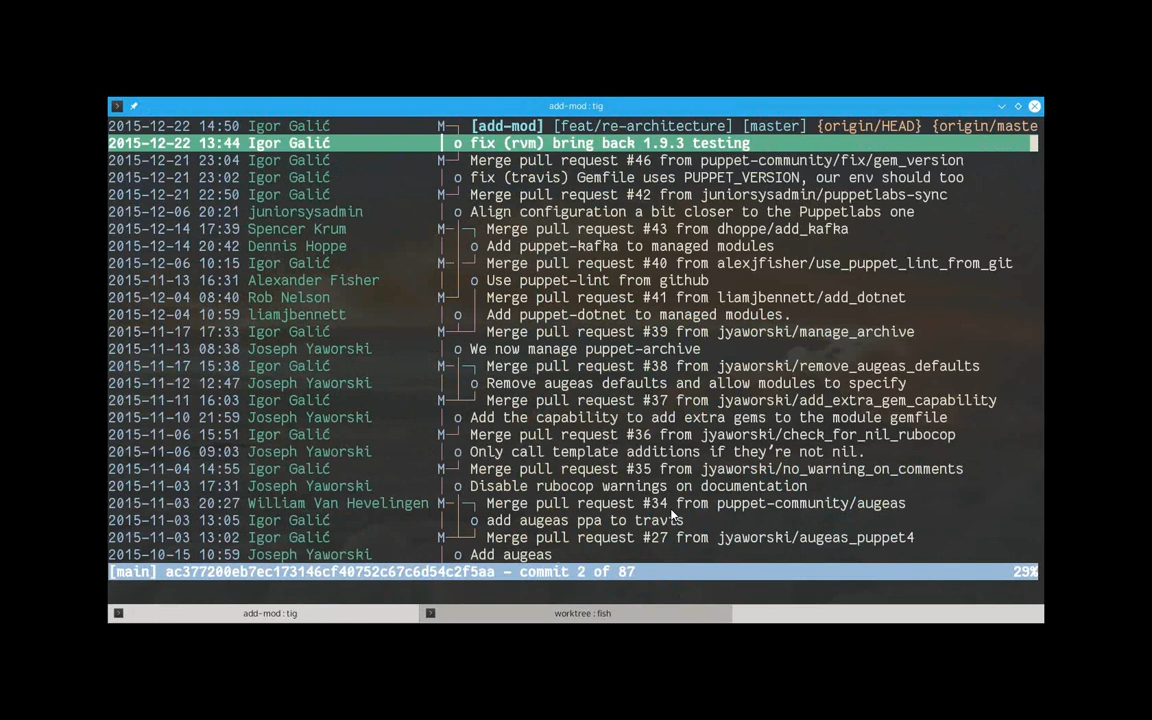 add-mod : tig
2015-12-22 14:50 Igor Galić M─┐ [add-mod] [feat/re-architecture] [master] {origin/HEAD} {origin/maste
2015-12-22 13:44 Igor Galić │ o fix (rvm) bring back 1.9.3 testing
2015-12-21 23:04 Igor Galić M─┘ Merge pull request #46 from puppet-community/fix/gem_version
2015-12-21 23:02 Igor Galić │ o fix (travis) Gemfile uses PUPPET_VERSION, our env should too
2015-12-21 22:50 Igor Galić M─┘ Merge pull request #42 from juniorsysadmin/puppetlabs-sync
2015-12-06 20:21 juniorsysadmin │ o Align configuration a bit closer to the Puppetlabs one
2015-12-14 17:39 Spencer Krum M─│─┐ Merge pull request #43 from dhoppe/add_kafka
2015-12-14 20:42 Dennis Hoppe │ │ o Add puppet-kafka to managed modules
2015-12-06 10:15 Igor Galić M─│─┘ Merge pull request #40 from alexjfisher/use_puppet_lint_from_git
2015-11-13 16:31 Alexander Fisher │ │ o Use puppet-lint from github
2015-12-04 08:40 Rob Nelson M─┘ │ Merge pull request #41 from liamjbennett/add_dotnet
2015-12-04 10:59 liamjbennett │ o │ Add puppet-dotnet to managed modules.
2015-11-17 17:33 Igor Galić M─┘─┘ Merge pull request #39 from jyaworski/manage_archive
2015-11-13 08:38 Joseph Yaworski │ o We now manage puppet-archive
2015-11-17 15:38 Igor Galić M─│─┐ Merge pull request #38 from jyaworski/remove_augeas_defaults
2015-11-12 12:47 Joseph Yaworski │ │ o Remove augeas defaults and allow modules to specify
2015-11-11 16:03 Igor Galić M─┘─┘ Merge pull request #37 from jyaworski/add_extra_gem_capability
2015-11-10 21:59 Joseph Yaworski │ o Add the capability to add extra gems to the module gemfile
2015-11-06 15:51 Igor Galić M─┘ Merge pull request #36 from jyaworski/check_for_nil_rubocop
2015-11-06 09:03 Joseph Yaworski │ o Only call template additions if they’re not nil.
2015-11-04 14:55 Igor Galić M─┘ Merge pull request #35 from jyaworski/no_warning_on_comments
2015-11-03 17:31 Joseph Yaworski │ o Disable rubocop warnings on documentation
2015-11-03 20:27 William Van Hevelingen M─│─┐ Merge pull request #34 from puppet-community/augeas
2015-11-03 13:05 Igor Galić │ │ o add augeas ppa to travis
2015-11-03 13:02 Igor Galić M─┘─┘ Merge pull request #27 from jyaworski/augeas_puppet4
2015-10-15 10:59 Joseph Yaworski │ o Add augeas
[main] ac377200eb7ec173146cf40752c67c6d54c2f5aa - commit 2 of 87 29%
add-mod : tig worktree : fish